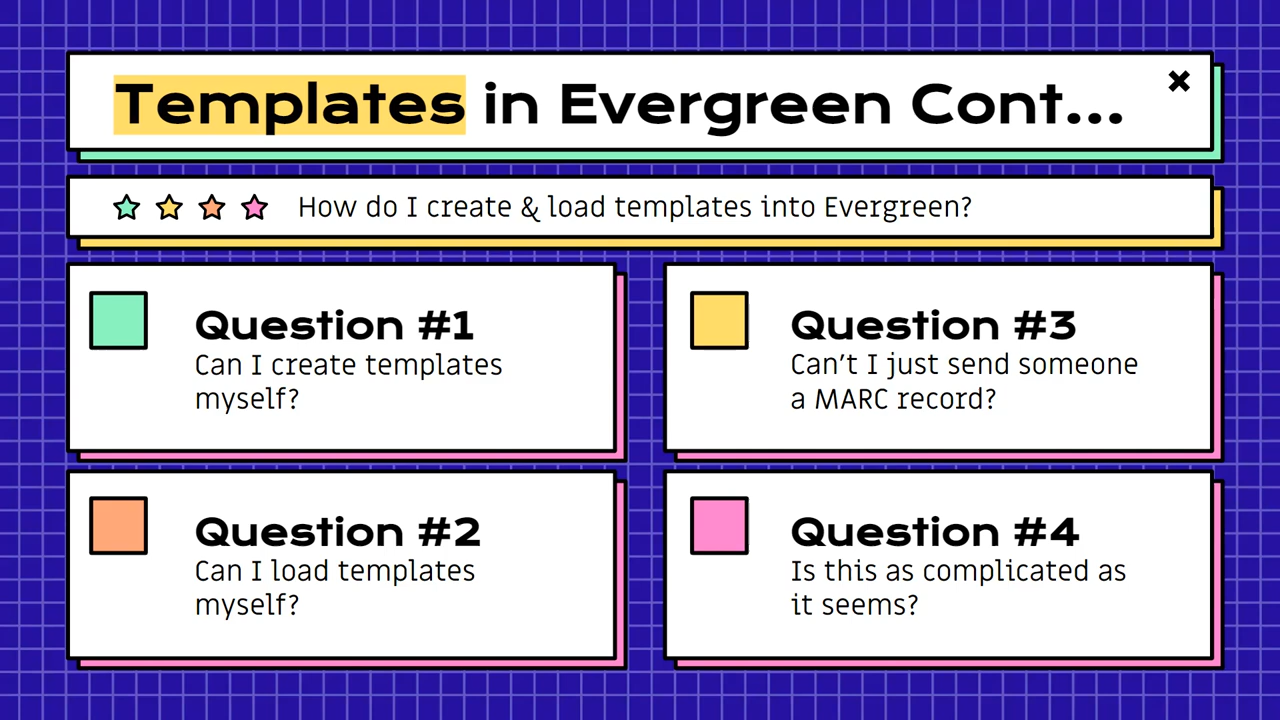 Templates in Evergreen Cont...
How do I create & load templates into Evergreen?
Question #1
Can I create templates
myself?
Question #2
Can I load templates
myself?
Question #3
Can't I just send someone
a MARC record?
Question #4
Is this as complicated as
it seems?